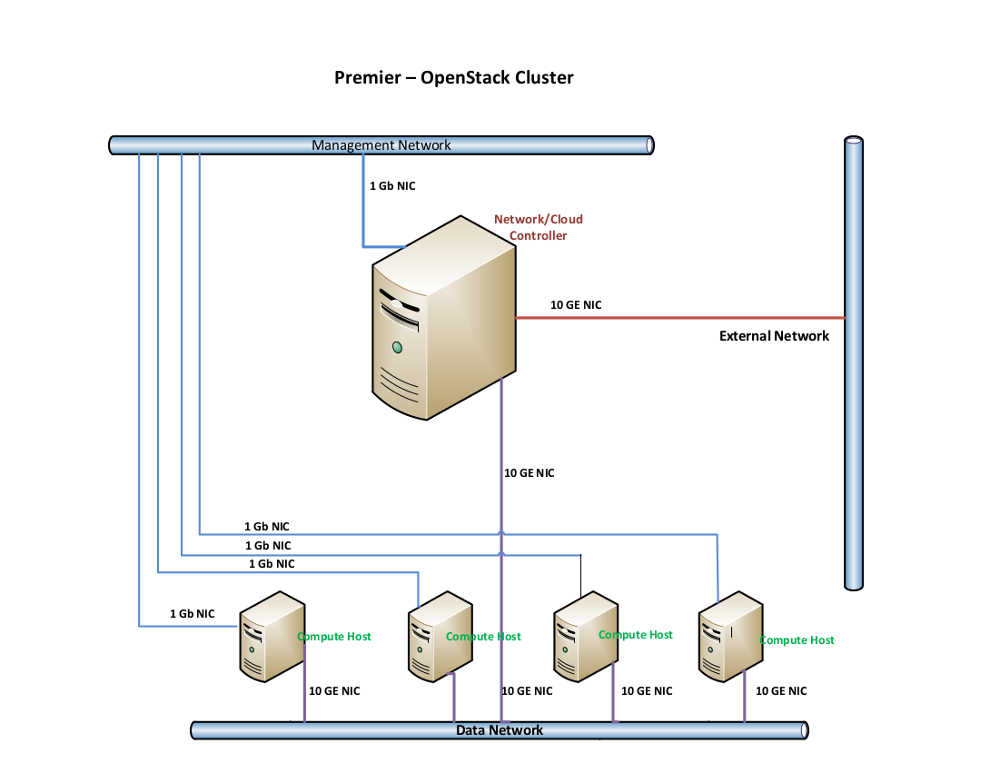 Premier – OpenStack Cluster
Management Network
1 Gb NIC
Network/Cloud
Controller
10 GE NIC
External Network
10 GE NIC
1 Gb NIC
1 Gb NIC
1 Gb NIC
1 Gb NIC
Compute Host
Compute Host
Compute Host
Compute Host
10 GE NIC
10 GE NIC
10 GE NIC
10 GE NIC
Data Network